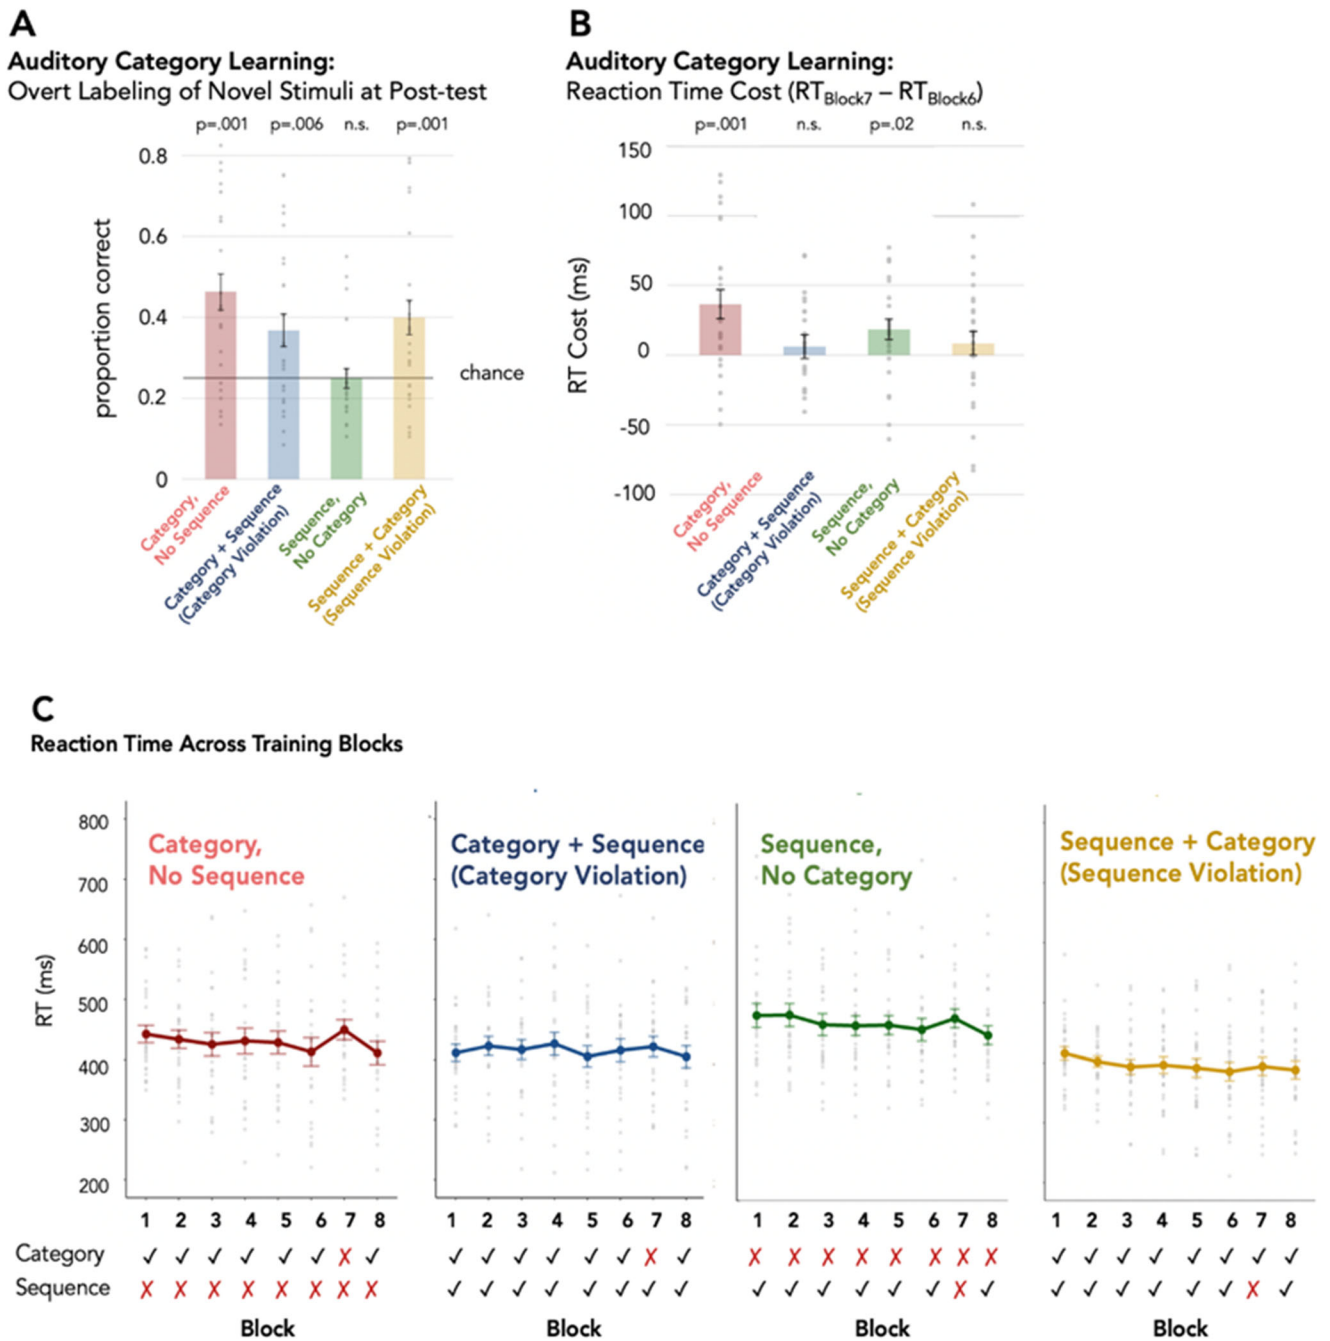 A
Auditory Category Learning:
Overt Labeling of Novel Stimuli at Post-test
p=.001 p=.006 n.s. p=.001
0.8
0.6
0.4
0.2
0
proportion correct
chance
Category,
No Sequence
Category + Sequence
(Category Violation)
Sequence,
No Category
Sequence + Category
(Sequence Violation)
B
Auditory Category Learning:
Reaction Time Cost (RTBlock7 – RTBlock6)
p=.001 n.s. p=.02 n.s.
150
100
50
0
-50
-100
RT Cost (ms)
Category,
No Sequence
Category + Sequence
(Category Violation)
Sequence,
No Category
Sequence + Category
(Sequence Violation)
C
Reaction Time Across Training Blocks
800
700
600
500
400
300
200
RT (ms)
Category,
No Sequence
Category + Sequence
(Category Violation)
Sequence,
No Category
Sequence + Category
(Sequence Violation)
1 2 3 4 5 6 7 8 1 2 3 4 5 6 7 8 1 2 3 4 5 6 7 8 1 2 3 4 5 6 7 8
Category ✓ ✓ ✓ ✓ ✓ ✓ ✗ ✓ ✓ ✓ ✓ ✓ ✓ ✓ ✗ ✓ ✗ ✗ ✗ ✗ ✗ ✗ ✗ ✗ ✓ ✓ ✓ ✓ ✓ ✓ ✓ ✓
Sequence ✗ ✗ ✗ ✗ ✗ ✗ ✗ ✗ ✓ ✓ ✓ ✓ ✓ ✓ ✓ ✓ ✓ ✓ ✓ ✓ ✓ ✓ ✗ ✓ ✓ ✓ ✓ ✓ ✓ ✓ ✗ ✓
Block Block Block Block